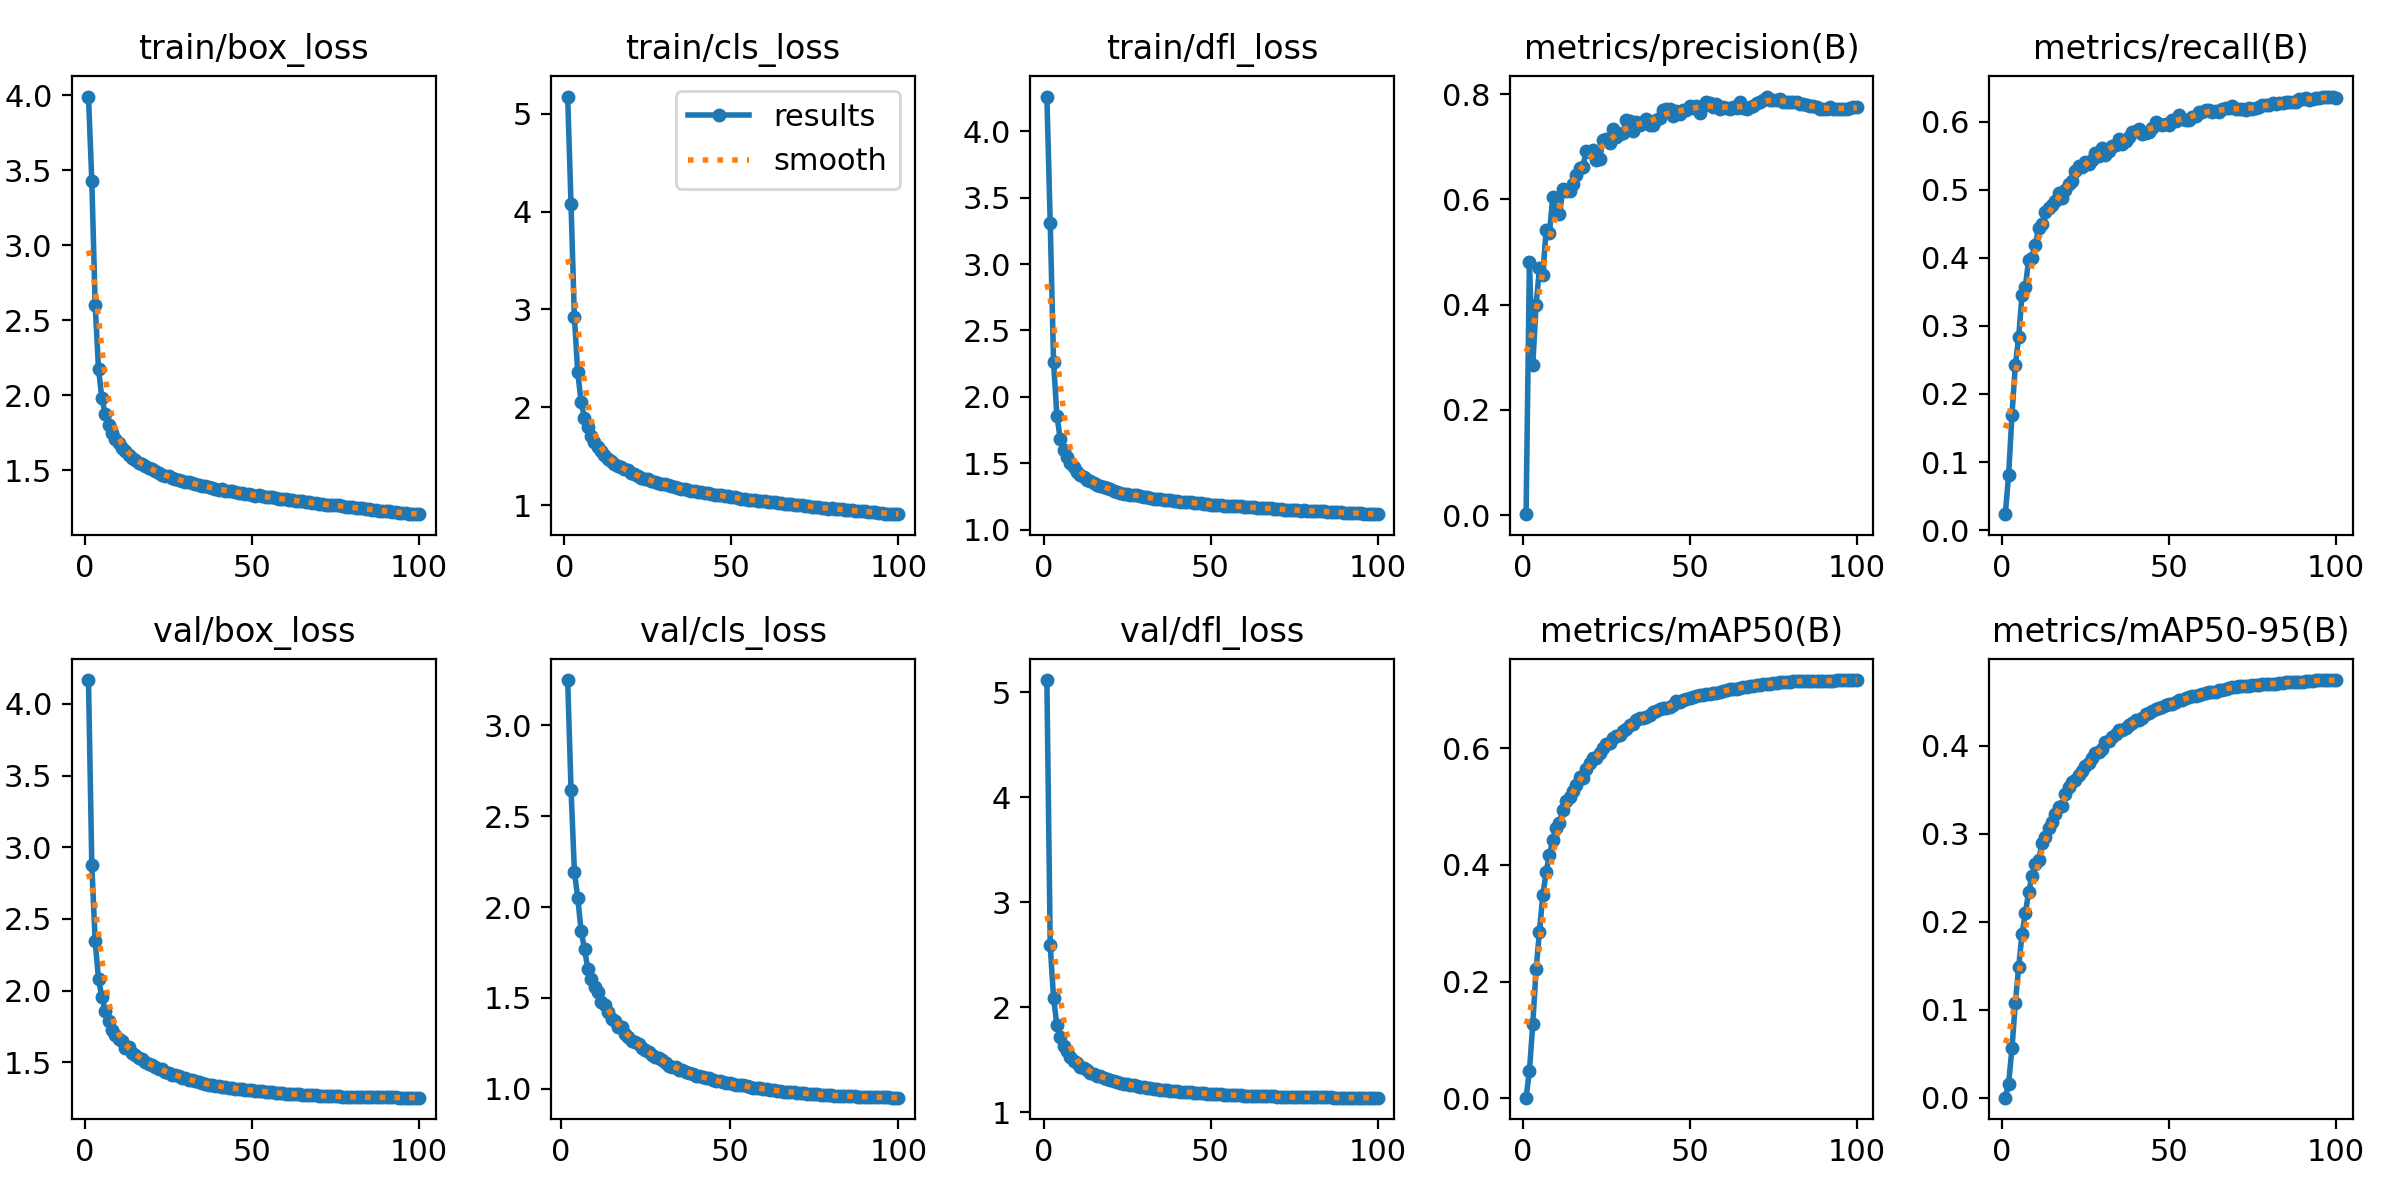 train/box_loss
4.0
3.5
3.0
2.5
2.0
1.5
0 50 100
train/cls_loss
results
smooth
5
4
3
2
1
0 50 100
train/dfl_loss
4.0
3.5
3.0
2.5
2.0
1.5
1.0
0 50 100
metrics/precision(B)
0.8
0.6
0.4
0.2
0.0
0 50 100
metrics/recall(B)
0.6
0.5
0.4
0.3
0.2
0.1
0.0
0 50 100
val/box_loss
4.0
3.5
3.0
2.5
2.0
1.5
0 50 100
val/cls_loss
3.0
2.5
2.0
1.5
1.0
0 50 100
val/dfl_loss
5
4
3
2
1
0 50 100
metrics/mAP50(B)
0.6
0.4
0.2
0.0
0 50 100
metrics/mAP50-95(B)
0.4
0.3
0.2
0.1
0.0
0 50 100